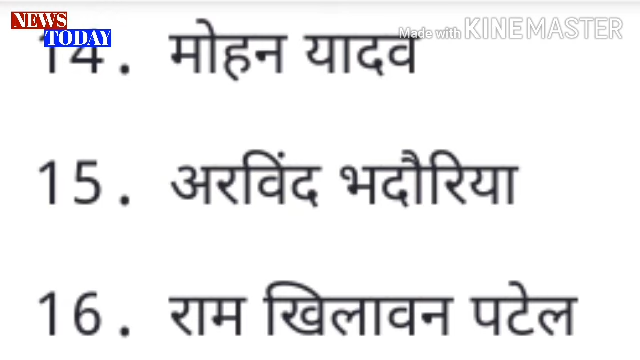 NEWS
TODAY
Made with KINEMASTER
14. मोहन यादव
15. अरविंद भदौरिया
16. राम खिलावन पटेल